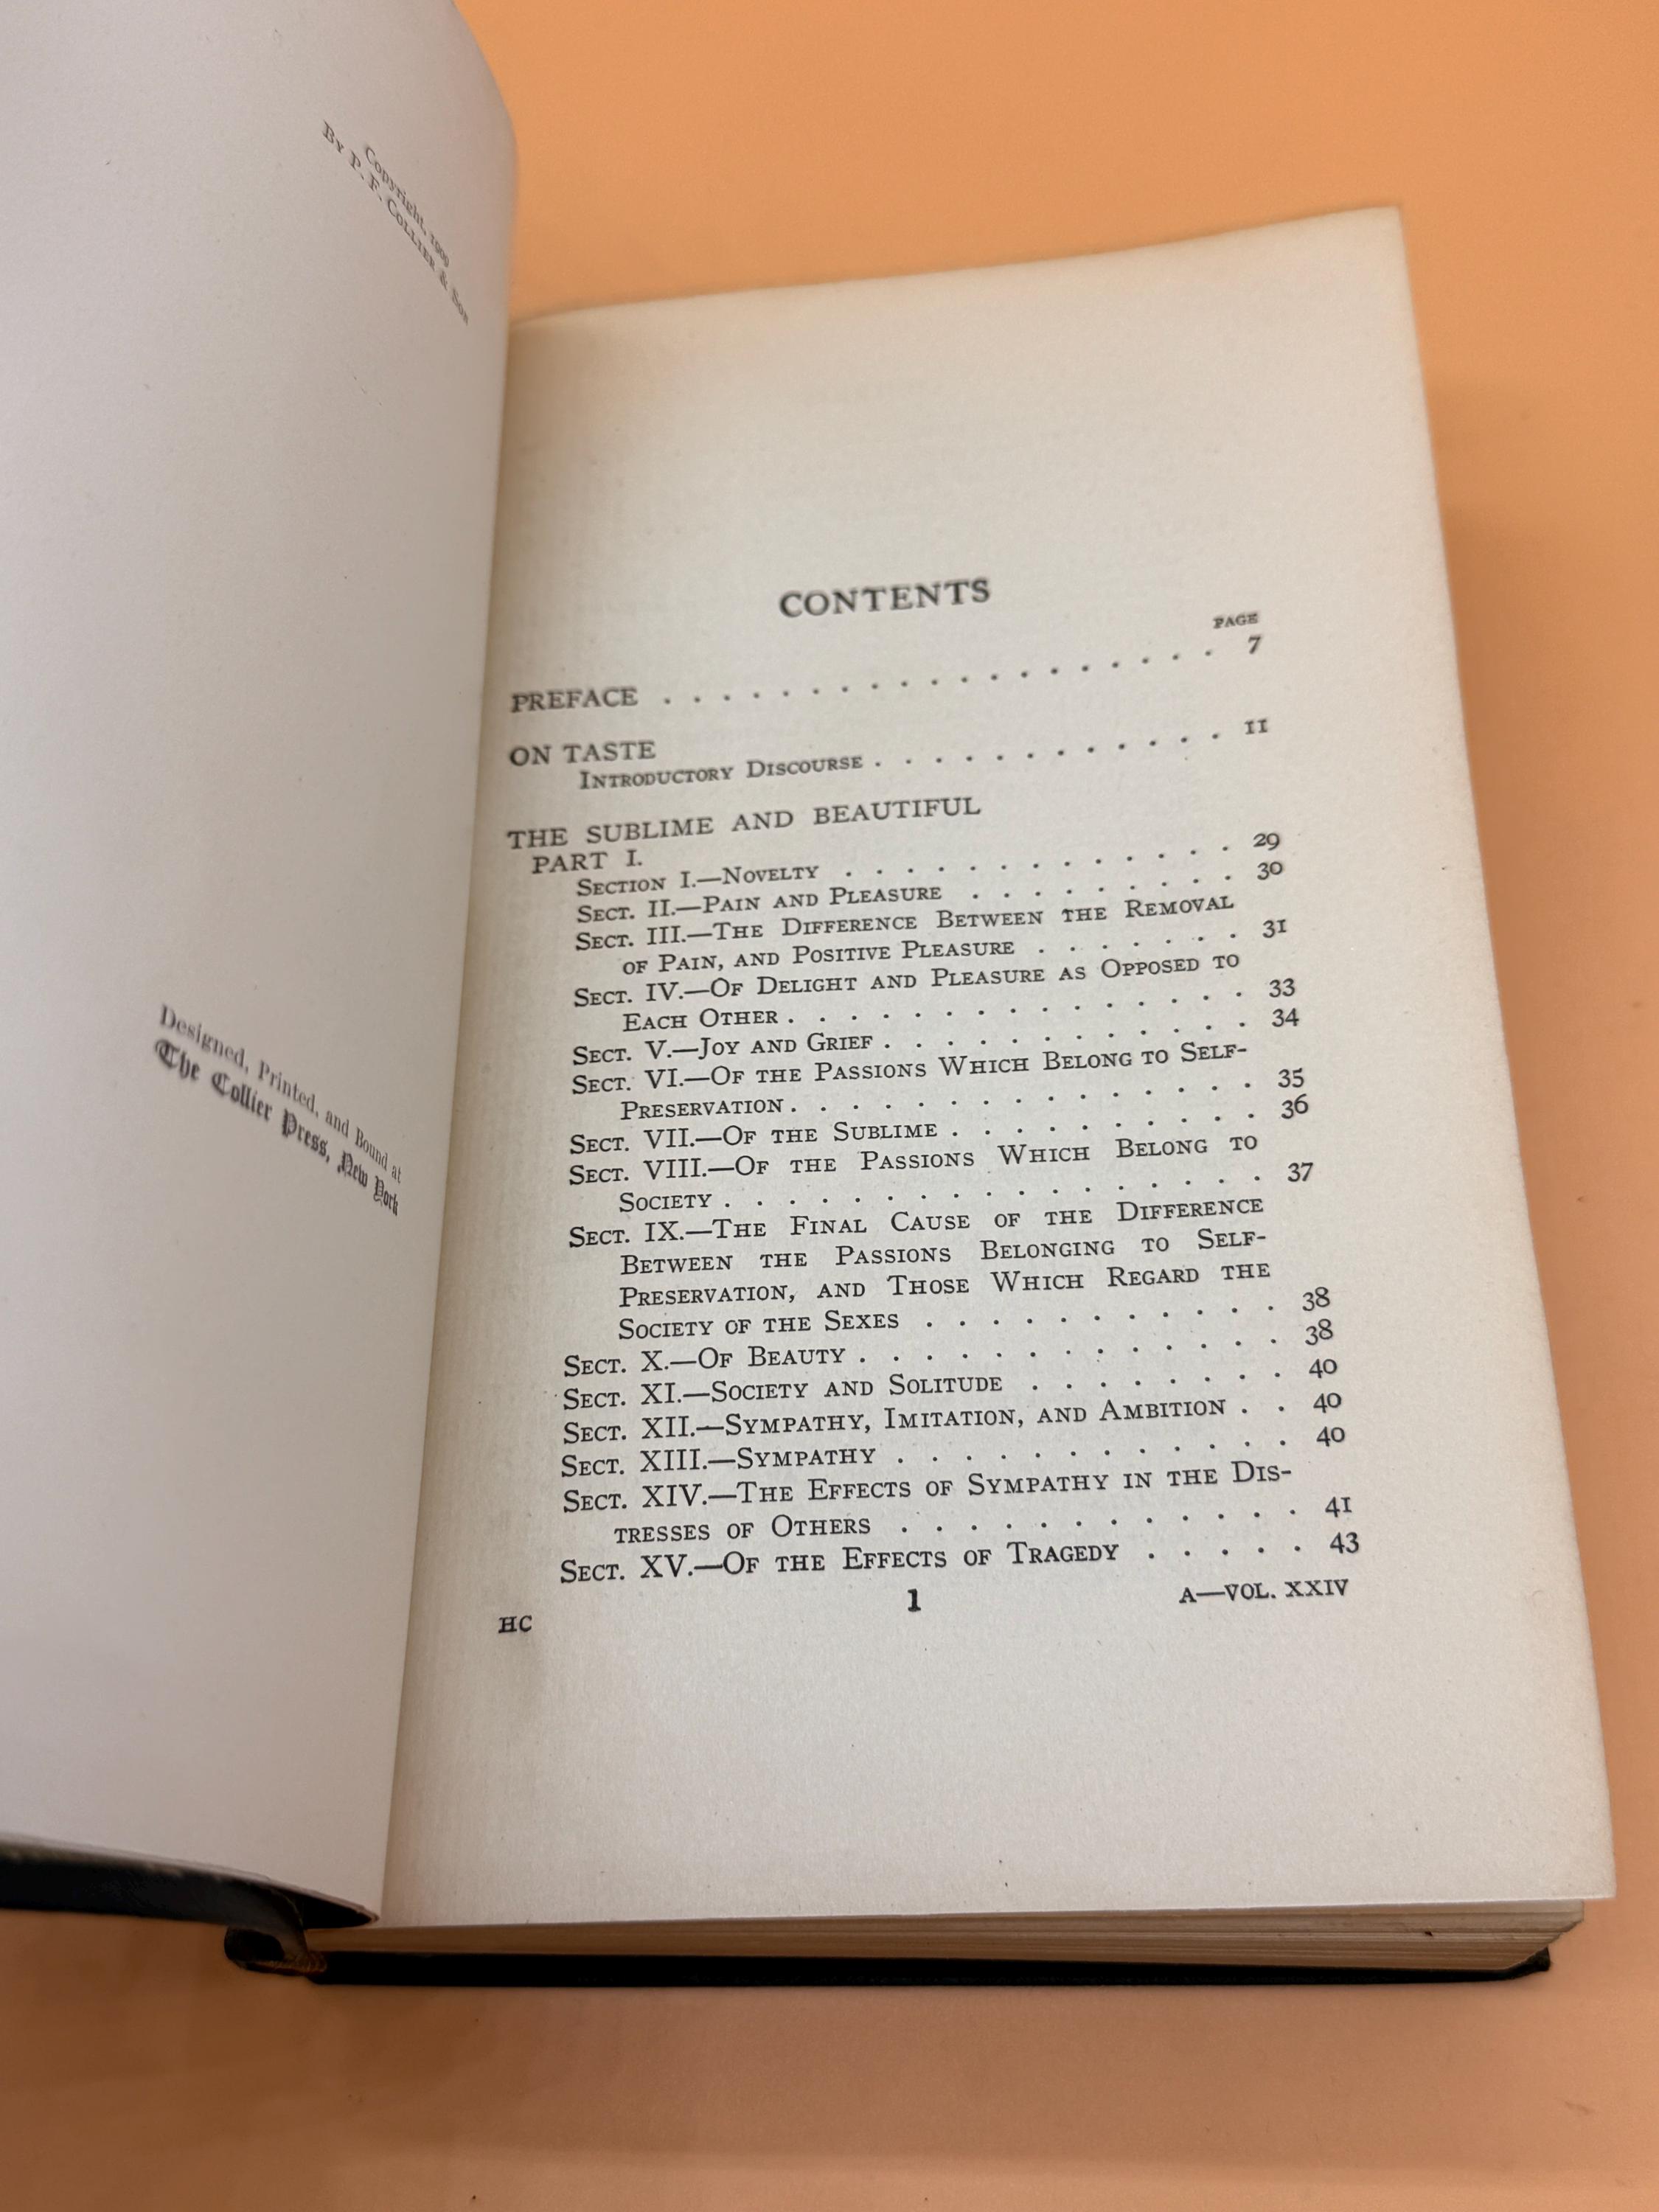 Copyright, 1909
By P. F. Collier & Son
Designed, Printed, and Bound at
The Collier Press, New York
CONTENTS
PAGE
PREFACE . . . . . . . . . . . . . . . . . . . 7
ON TASTE
Introductory Discourse . . . . . . . . . . . . 11
THE SUBLIME AND BEAUTIFUL
PART I.
Section I.—Novelty . . . . . . . . . . . . . 29
Sect. II.—Pain and Pleasure . . . . . . . . . 30
Sect. III.—The Difference Between the Removal
of Pain, and Positive Pleasure . . . . . . . 31
Sect. IV.—Of Delight and Pleasure as Opposed to
Each Other . . . . . . . . . . . . . . . 33
Sect. V.—Joy and Grief . . . . . . . . . . . . 34
Sect. VI.—Of the Passions Which Belong to Self-
Preservation . . . . . . . . . . . . . . . 35
Sect. VII.—Of the Sublime . . . . . . . . . . 36
Sect. VIII.—Of the Passions Which Belong to
Society . . . . . . . . . . . . . . . . . 37
Sect. IX.—The Final Cause of the Difference
Between the Passions Belonging to Self-
Preservation, and Those Which Regard the
Society of the Sexes . . . . . . . . . . . 38
Sect. X.—Of Beauty . . . . . . . . . . . . . 38
Sect. XI.—Society and Solitude . . . . . . . . 40
Sect. XII.—Sympathy, Imitation, and Ambition . . 40
Sect. XIII.—Sympathy . . . . . . . . . . . . 40
Sect. XIV.—The Effects of Sympathy in the Dis-
tresses of Others . . . . . . . . . . . . 41
Sect. XV.—Of the Effects of Tragedy . . . . . 43
HC 1 A—VOL. XXIV